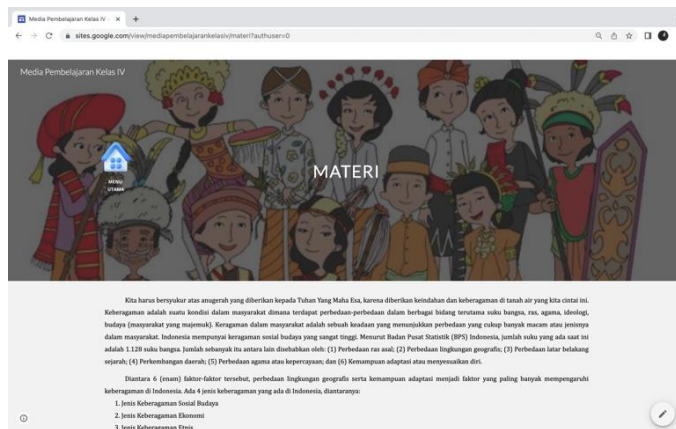 Media Pembelajaran Kelas IV -
sites.google.com/view/mediapembelajarankelasiv/materi?authuser=0
Media Pembelajaran Kelas IV
MENU
UTAMA
MATERI
Kita harus bersyukur atas anugerah yang diberikan kepada Tuhan Yang Maha Esa, karena diberikan keindahan dan keberagaman di tanah air yang kita cintai ini.
Keberagaman adalah suatu kondisi dalam masyarakat dimana terdapat perbedaan-perbedaan dalam berbagai bidang terutama suku bangsa, ras, agama, ideologi,
budaya (masyarakat yang majemuk). Keragaman dalam masyarakat adalah sebuah keadaan yang menunjukkan perbedaan yang cukup banyak macam atau jenisnya
dalam masyarakat. Indonesia mempunyai keragaman sosial budaya yang sangat tinggi. Menurut Badan Pusat Statistik (BPS) Indonesia, jumlah suku yang ada saat ini
adalah 1.128 suku bangsa. Jumlah sebanyak itu antara lain disebabkan oleh: (1) Perbedaan ras asal; (2) Perbedaan lingkungan geografis; (3) Perbedaan latar belakang
sejarah; (4) Perkembangan daerah; (5) Perbedaan agama atau kepercayaan; dan (6) Kemampuan adaptasi atau menyesuaikan diri.
Diantara 6 (enam) faktor-faktor tersebut, perbedaan lingkungan geografis serta kemampuan adaptasi menjadi faktor yang paling banyak mempengaruhi
keberagaman di Indonesia. Ada 4 jenis keberagaman yang ada di Indonesia, diantaranya:
1. Jenis Keberagaman Sosial Budaya
2. Jenis Keberagaman Ekonomi
3. Jenis Keberagaman Etnis